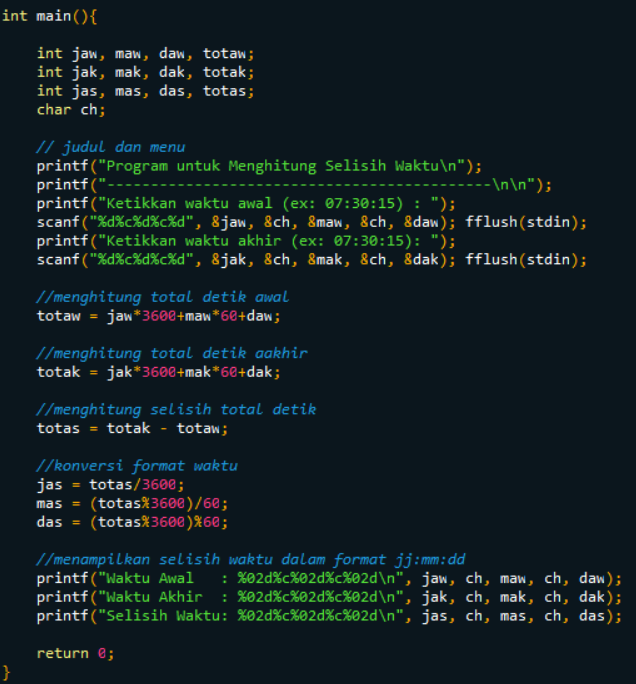 int main(){
int jaw, maw, daw, totaw;
int jak, mak, dak, totak;
int jas, mas, das, totas;
char ch;
// judul dan menu
printf("Program untuk Menghitung Selisih Waktu\n");
printf("--------------------------------------------\n\n");
printf("Ketikkan waktu awal (ex: 07:30:15) : ");
scanf("%d%c%d%c%d", &jaw, &ch, &maw, &ch, &daw); fflush(stdin);
printf("Ketikkan waktu akhir (ex: 07:30:15): ");
scanf("%d%c%d%c%d", &jak, &ch, &mak, &ch, &dak); fflush(stdin);
//menghitung total detik awal
totaw = jaw*3600+maw*60+daw;
//menghitung total detik aakhir
totak = jak*3600+mak*60+dak;
//menghitung selisih total detik
totas = totak - totaw;
//konversi format waktu
jas = totas/3600;
mas = (totas%3600)/60;
das = (totas%3600)%60;
//menampilkan selisih waktu dalam format jj:mm:dd
printf("Waktu Awal   : %02d%c%02d%c%02d\n", jaw, ch, maw, ch, daw);
printf("Waktu Akhir  : %02d%c%02d%c%02d\n", jak, ch, mak, ch, dak);
printf("Selisih Waktu: %02d%c%02d%c%02d\n", jas, ch, mas, ch, das);
return 0;
}